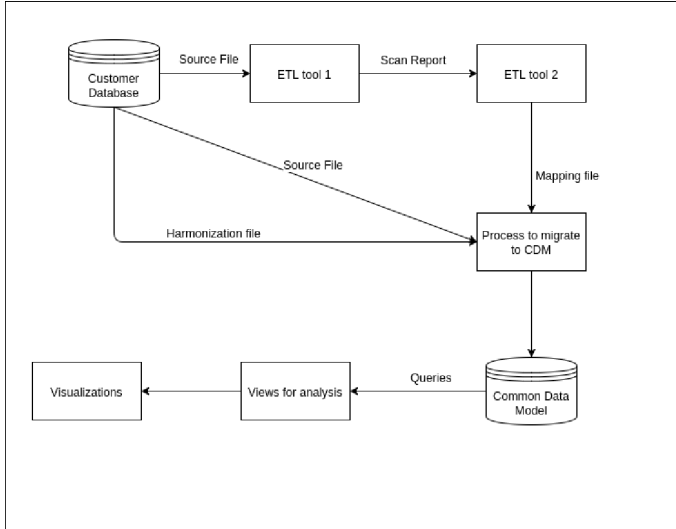 Source File
Scan Report
Customer
Database
ETL tool 1
ETL tool 2
Source File
Mapping file
Harmonization file
Process to migrate
to CDM
Visualizations
Views for analysis
Queries
Common Data
Model